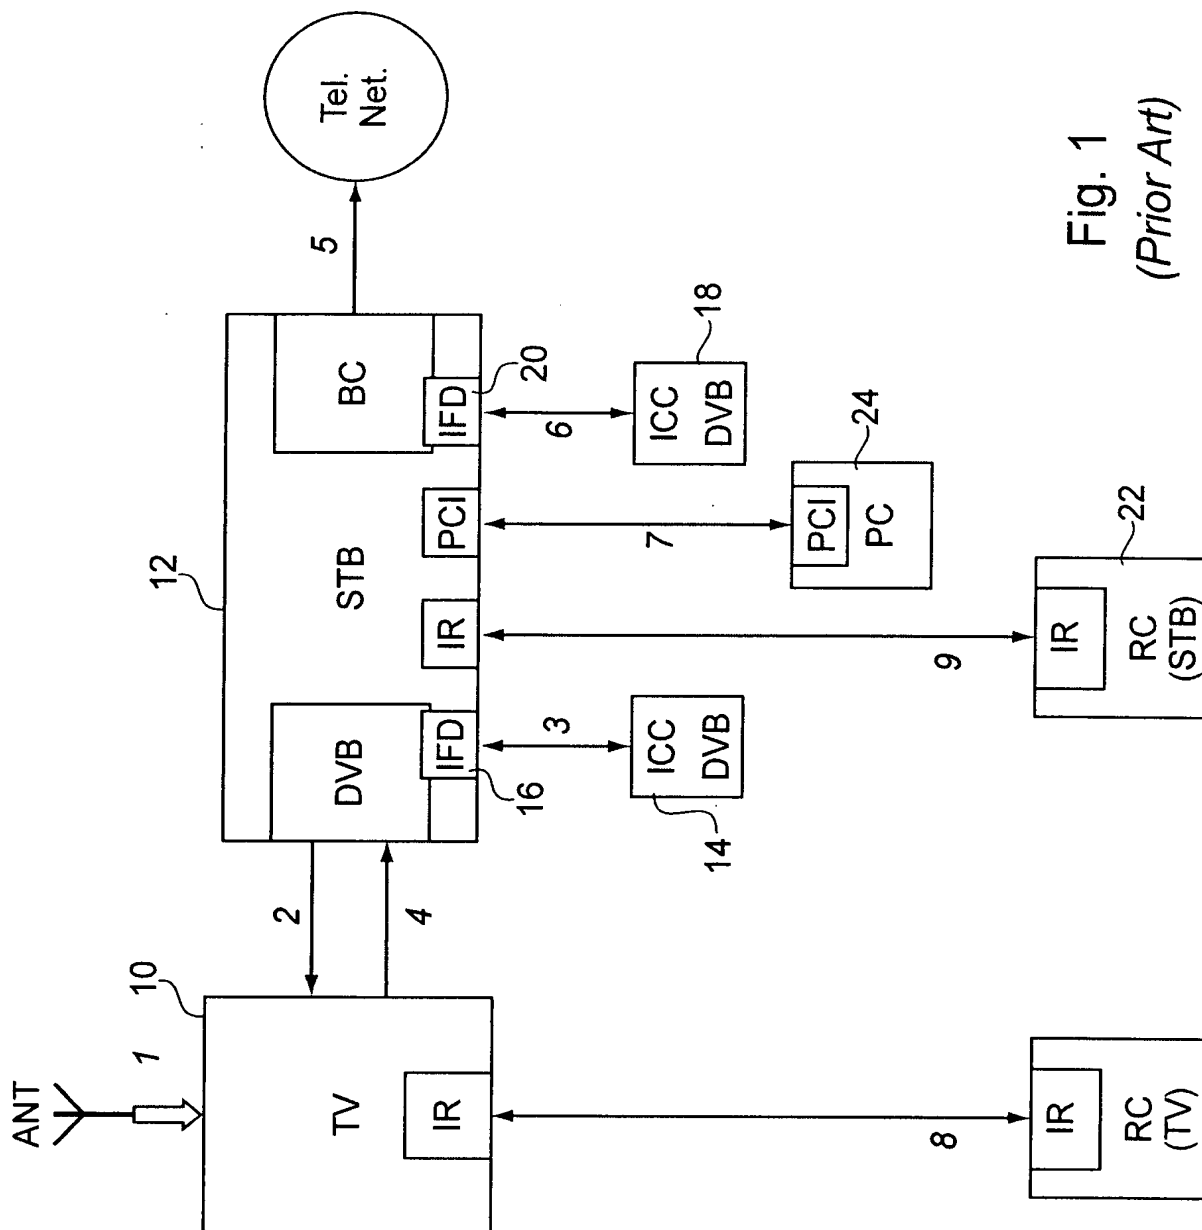 ANT
1
10
TV
IR
8
IR
RC
(TV)
2
4
12
STB
DVB
IFD
16
IR
PCI
BC
IFD
20
5
Tel.
Net.
3
ICC
DVB
14
9
IR
RC
(STB)
22
7
PCI
PC
24
6
ICC
DVB
18
Fig. 1
(Prior Art)